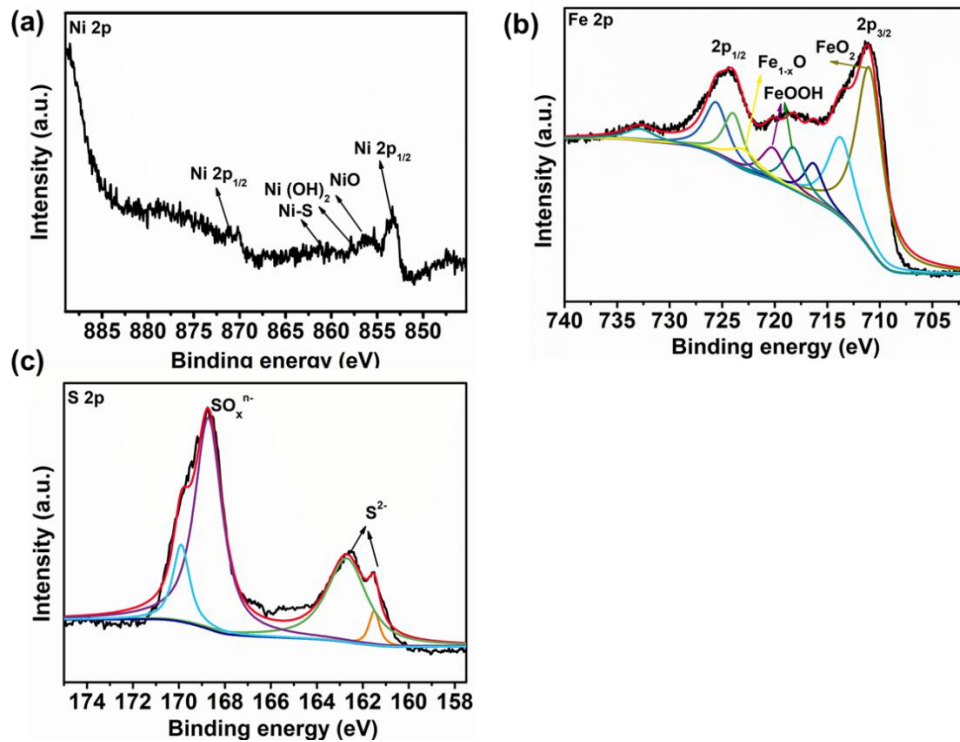 (a)
Ni 2p
Ni 2p1/2
Ni (OH)2
Ni-S
NiO
Ni 2p1/2
Intensity (a.u.)
885 880 875 870 865 860 855 850
Binding energy (eV)
(b)
Fe 2p
2p1/2
Fe1-xO
FeOOH
FeO2
2p3/2
Intensity (a.u.)
740 735 730 725 720 715 710 705
Binding energy (eV)
(c)
S 2p
SOx n-
S2-
Intensity (a.u.)
174 172 170 168 166 164 162 160 158
Binding energy (eV)